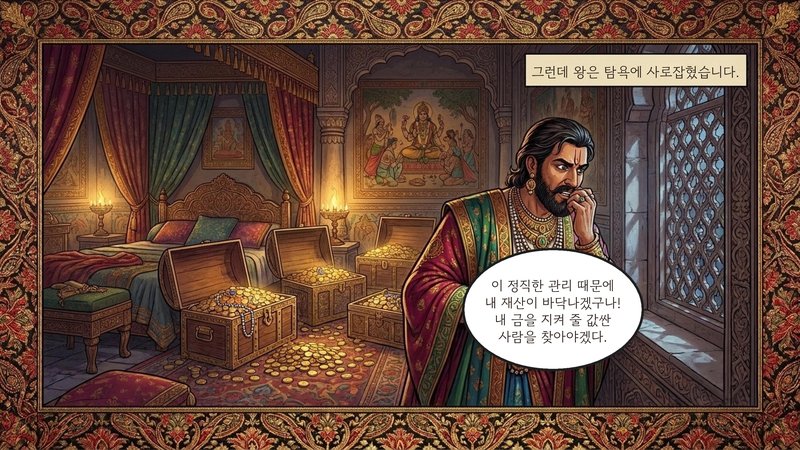 그런데 왕은 탐욕에 사로잡혔습니다.
이 정직한 관리 때문에
내 재산이 바닥나겠구나!
내 금을 지켜 줄 값싼
사람을 찾아야겠다.